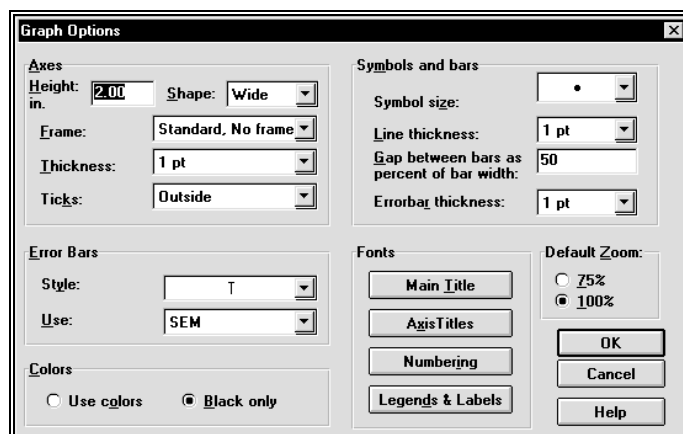 Graph Options
Axes
Height: in. 2.00 Shape: Wide
Frame: Standard, No frame
Thickness: 1 pt
Ticks: Outside
Symbols and bars
Symbol size:
Line thickness: 1 pt
Gap between bars as
percent of bar width: 50
Errorbar thickness: 1 pt
Error Bars
Style:
Use: SEM
Colors
Use colors Black only
Fonts
Main Title
AxisTitles
Numbering
Legends & Labels
Default Zoom:
75%
100%
OK
Cancel
Help